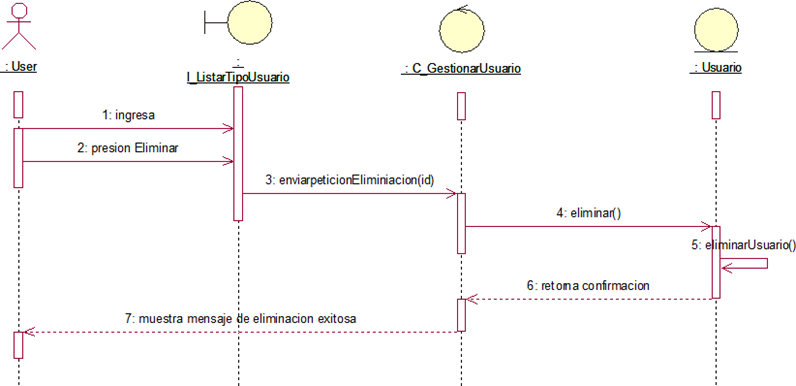 : User
:
I_ListarTipoUsuario
: C_GestionarUsuario
: Usuario
1: ingresa
2: presion Eliminar
3: enviarpeticionEliminiacion(id)
4: eliminar()
5: eliminarUsuario()
6: retorna confirmacion
7: muestra mensaje de eliminacion exitosa